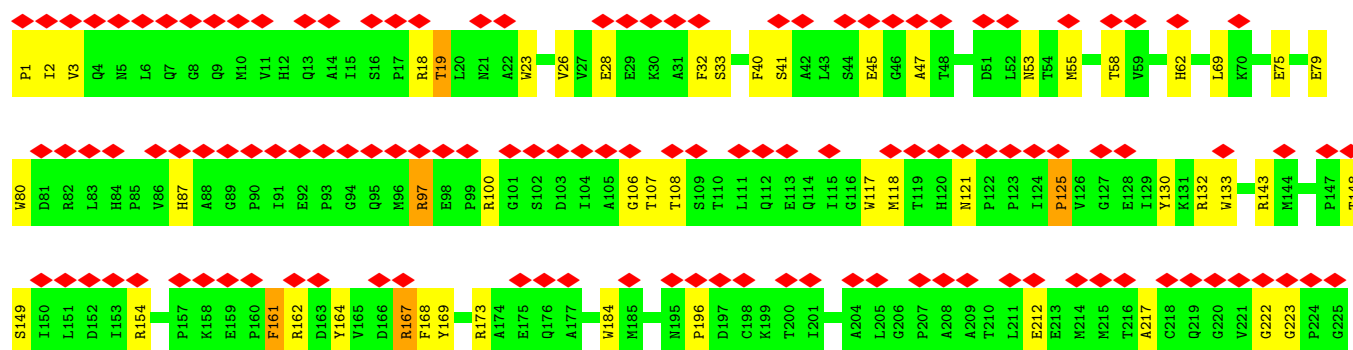 P1 I2 V3 Q4 N5 L6 Q7 G8 Q9 M10 V11 H12 Q13 A14 I15 S16 P17 R18 T19 L20 N21 A22 W23 V26 V27 E28 E29 K30 A31 F32 S33 F40 S41 A42 L43 S44 E45 G46 A47 T48 D51 L52 N53 T54 M55 T58 V59 H62 L69 K70 E75 E79
W80 D81 R82 L83 H84 P85 V86 H87 A88 G89 P90 I91 E92 P93 G94 Q95 M96 R97 E98 P99 R100 G101 S102 D103 I104 A105 G106 T107 T108 S109 T110 L111 Q112 E113 Q114 I115 G116 W117 M118 T119 H120 N121 P122 P123 I124 P125 V126 G127 E128 I129 Y130 K131 R132 W133 R143 M144 P147 T148
S149 I150 L151 D152 I153 R154 P157 K158 E159 P160 F161 R162 D163 Y164 V165 D166 R167 F168 Y169 R173 A174 E175 Q176 A177 W184 M185 N195 P196 D197 C198 K199 T200 I201 A204 L205 G206 P207 A208 A209 T210 L211 E212 E213 M214 M215 T216 A217 C218 Q219 G220 V221 G222 G223 P224 G225